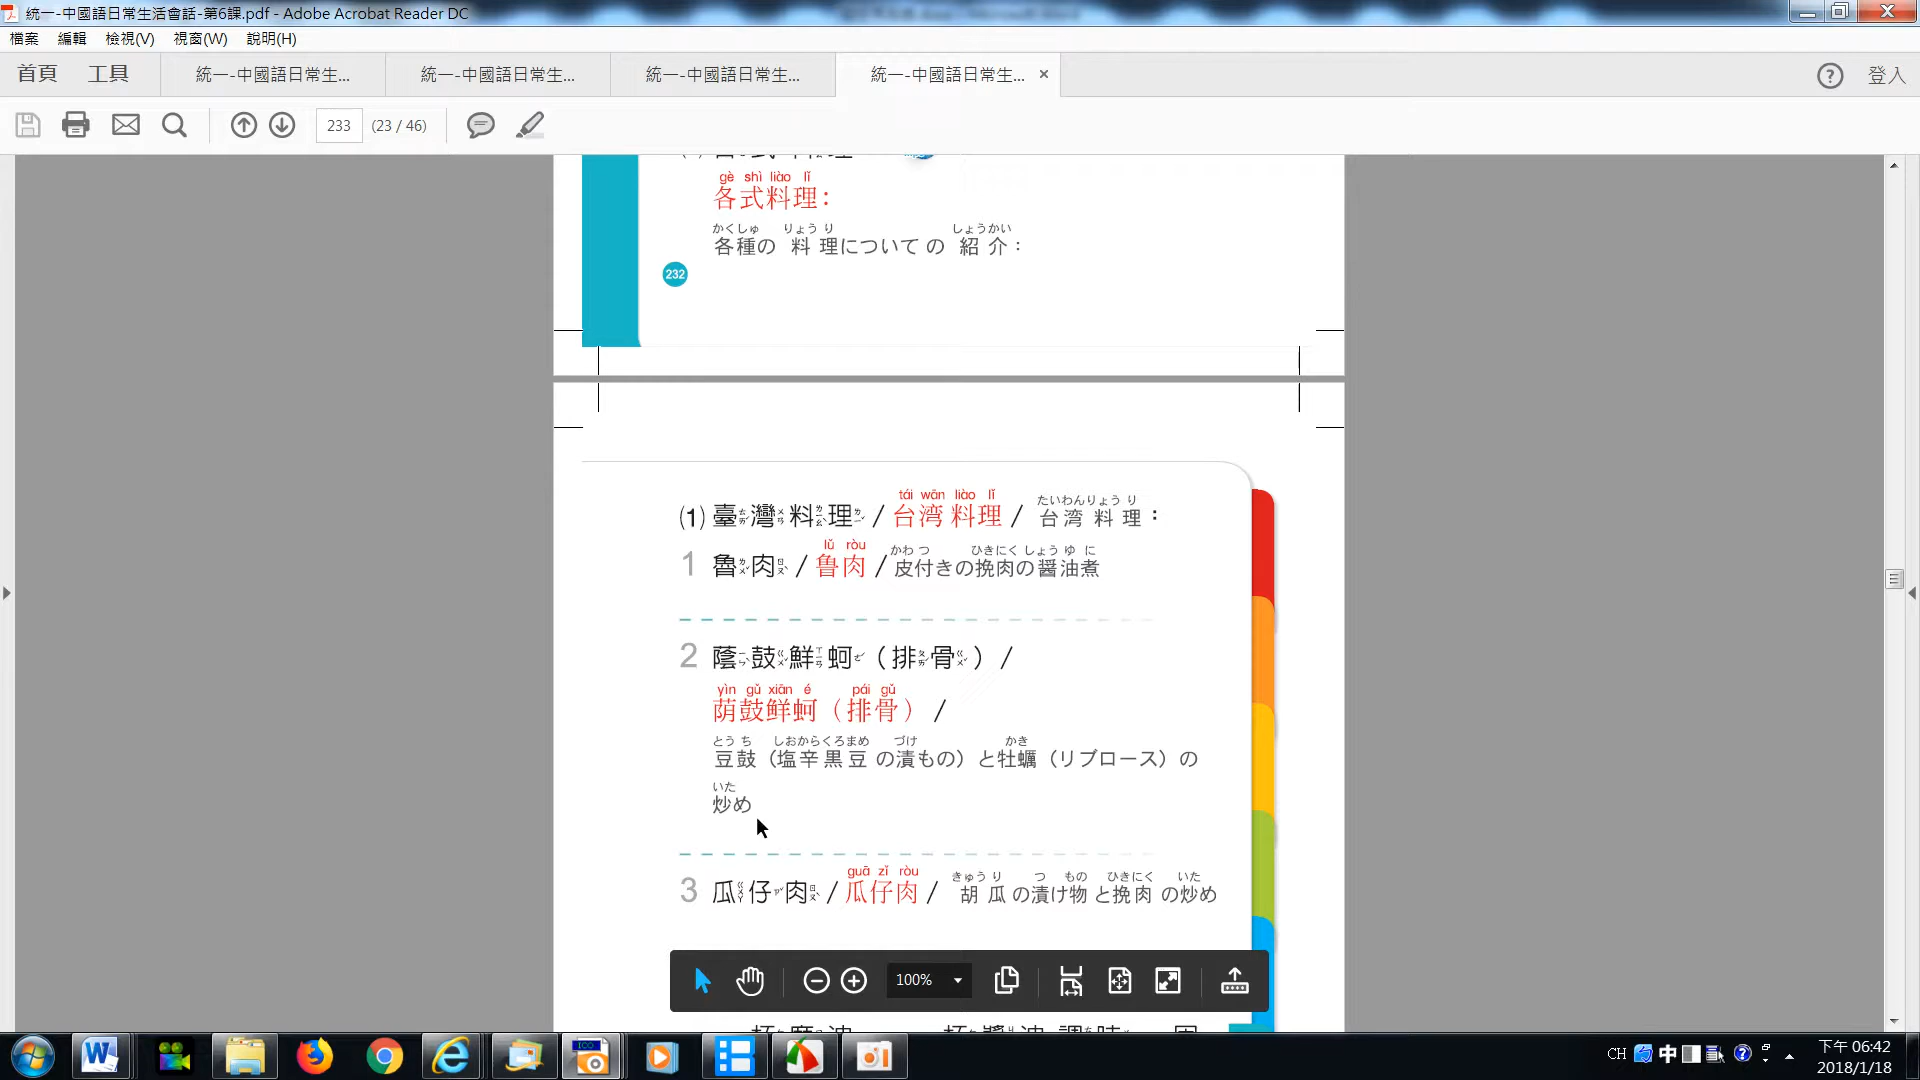 統一-中國語日常生活會話-第6課.pdf - Adobe Acrobat Reader DC
檔案 編輯 檢視(V) 視窗(W) 說明(H)
首頁 工具 統一-中國語日常生... 統一-中國語日常生... 統一-中國語日常生... 統一-中國語日常生... × 登入
233 (23 / 46)
gè shì liào lǐ
各式料理：
かくしゅ りょう り しょうかい
各種の料理についての紹介：
232
tái wān liào lǐ たいわんりょう り
(1) 臺灣料理 / 台湾料理 / 台湾料理：
lǔ ròu かわ つ ひきにく しょう ゆ に
1 魯肉 / 鲁肉 / 皮付きの挽肉の醤油煮
2 蔭鼓鮮蚵（排骨）/
yìn gǔ xiān é pái gǔ
荫鼓鲜蚵（排骨）/
とう ち しおからくろまめ づけ かき
豆鼓（塩辛黒豆の漬もの）と牡蠣（リブロース）の
いた
炒め
guā zǐ ròu きゅう り つ もの ひきにく いた
3 瓜仔肉 / 瓜仔肉 / 胡瓜の漬け物と挽肉の炒め
100%
CH 中 下午 06:42
2018/1/18